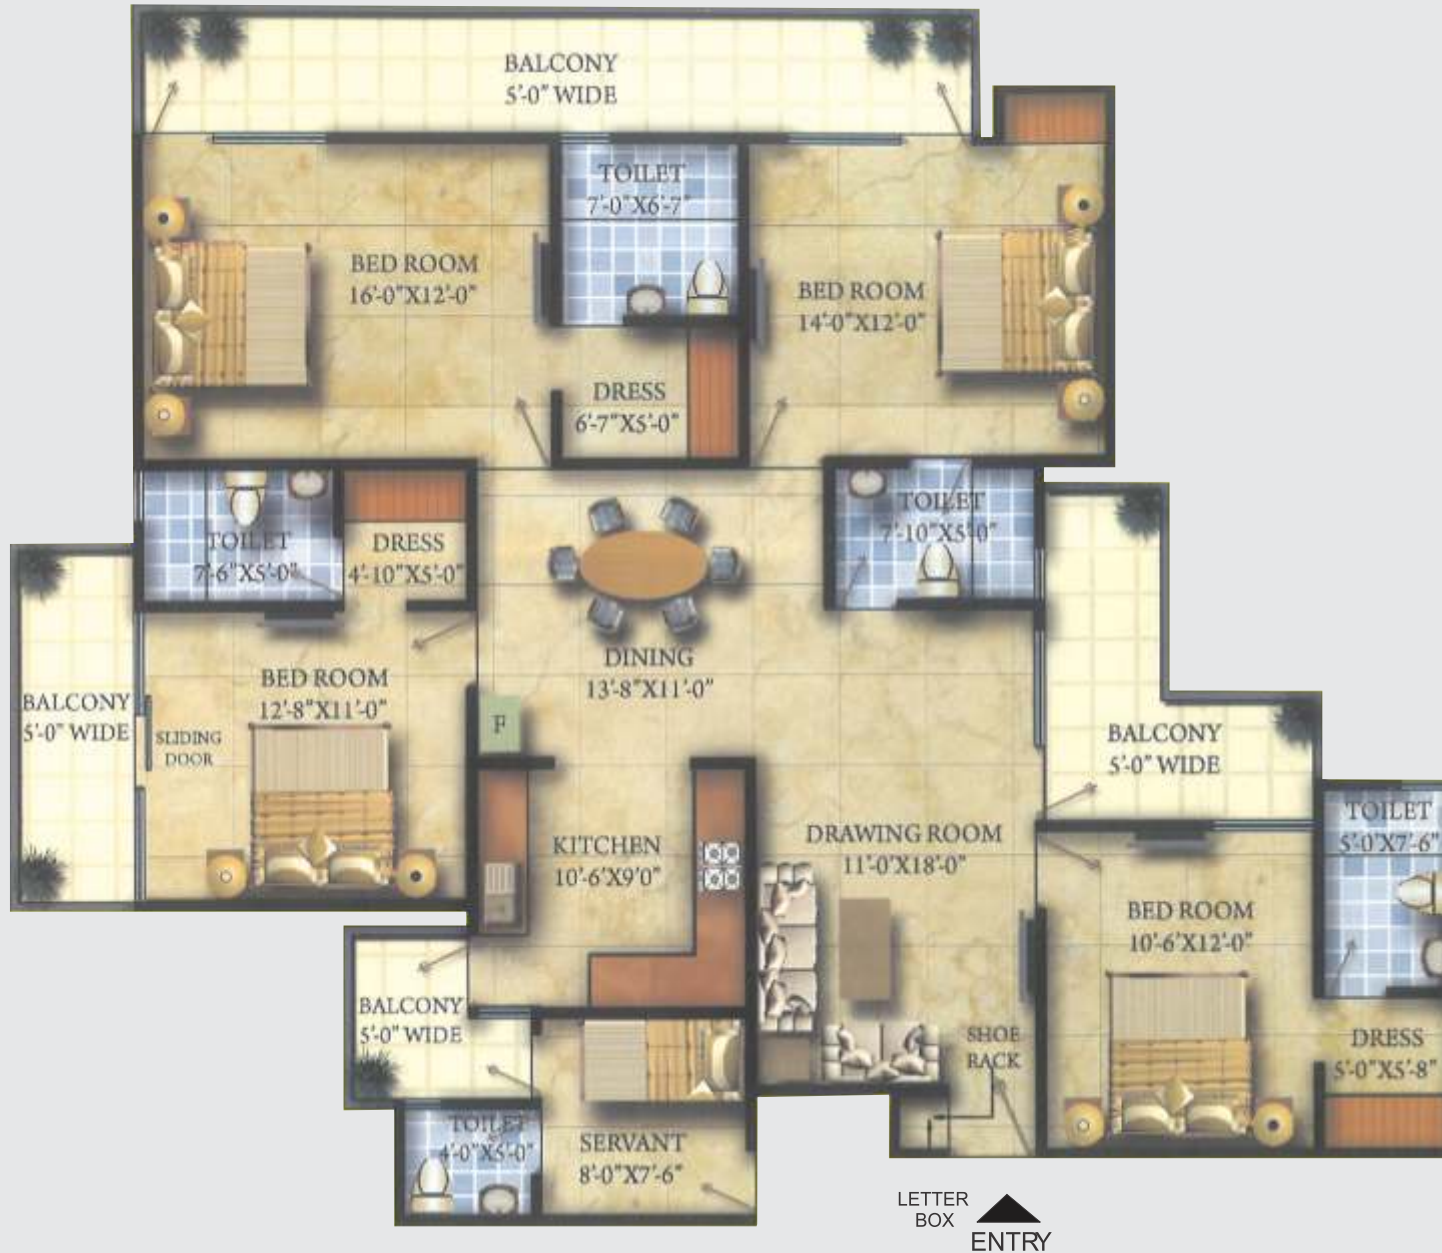 BALCONY
5'-0" WIDE
TOILET
7'-0"X6'-7"
BED ROOM
16'-0"X12'-0"
BED ROOM
14'-0"X12'-0"
DRESS
6'-7"X5'-0"
TOILET
7'-6"X5'-0"
DRESS
4'-10"X5'-0"
TOILET
7'-10"X5'-0"
DINING
13'-8"X11'-0"
BED ROOM
12'-8"X11'-0"
BALCONY
5'-0" WIDE
SLIDING
DOOR
F
BALCONY
5'-0" WIDE
TOILET
5'-0"X7'-6"
KITCHEN
10'-6"X9'0"
DRAWING ROOM
11'-0"X18'-0"
BED ROOM
10'-6'X12'-0"
BALCONY
5'-0" WIDE
SHOE
RACK
DRESS
5'-0"X5'-8"
TOILET
4'-0"X5'-0"
SERVANT
8'-0"X7'-6"
LETTER
BOX
ENTRY